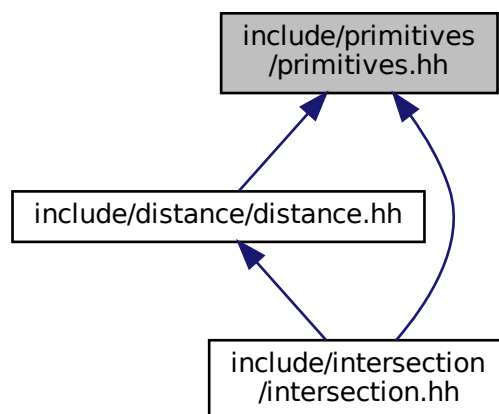 include/primitives
/primitives.hh
include/distance/distance.hh
include/intersection
/intersection.hh